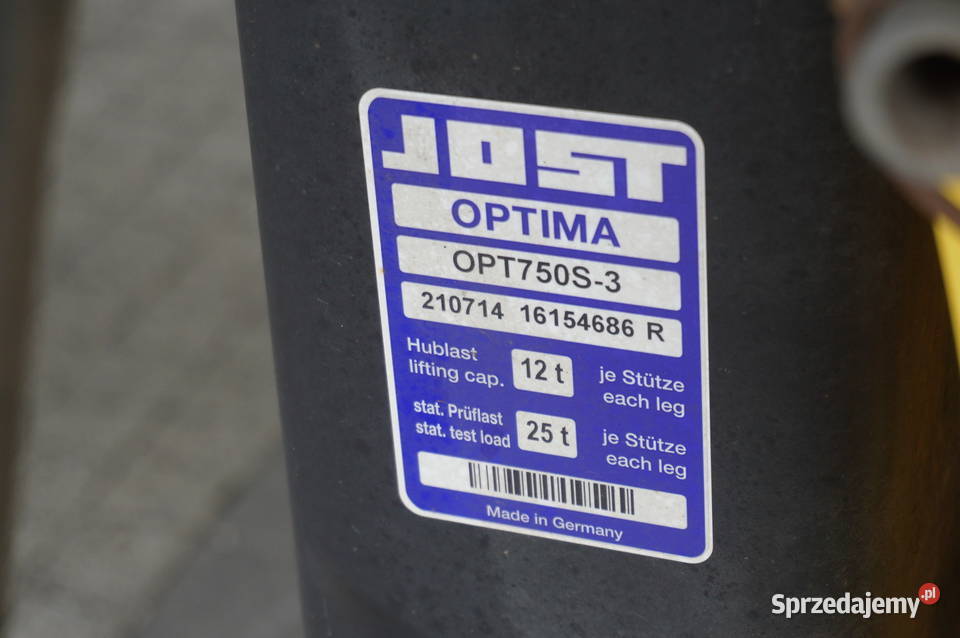 JOST
OPTIMA
OPT750S-3
210714 16154686 R
Hublast
lifting cap.
12 t
je Stütze
each leg
stat. Prüflast
stat. test load
25 t
je Stütze
each leg
Made in Germany
Sprzedajemy.pl